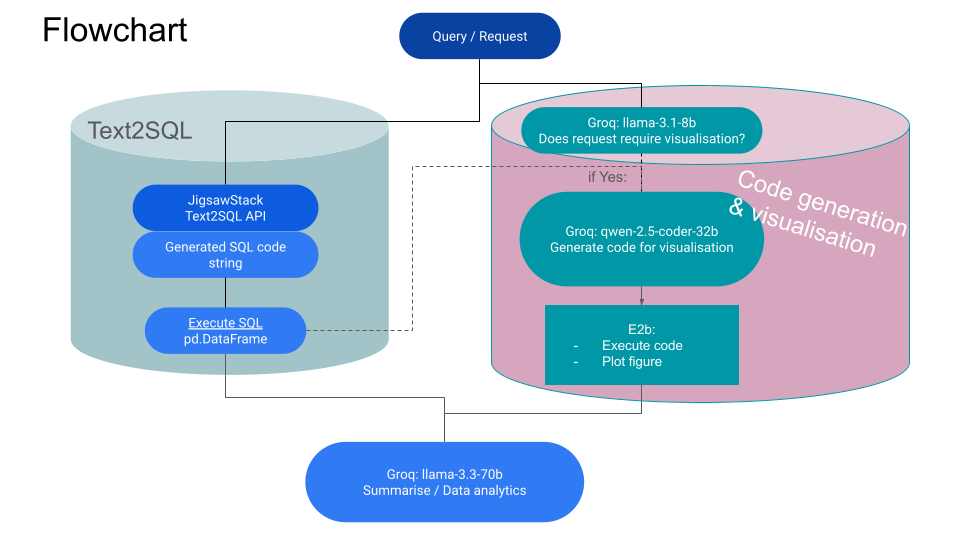 Flowchart
Query / Request
Text2SQL
JigsawStack
Text2SQL API
Generated SQL code
string
Execute SQL
pd.DataFrame
Groq: llama-3.1-8b
Does request require visualisation?
if Yes:
Code generation
& visualisation
Groq: qwen-2.5-coder-32b
Generate code for visualisation
E2b:
- Execute code
- Plot figure
Groq: llama-3.3-70b
Summarise / Data analytics